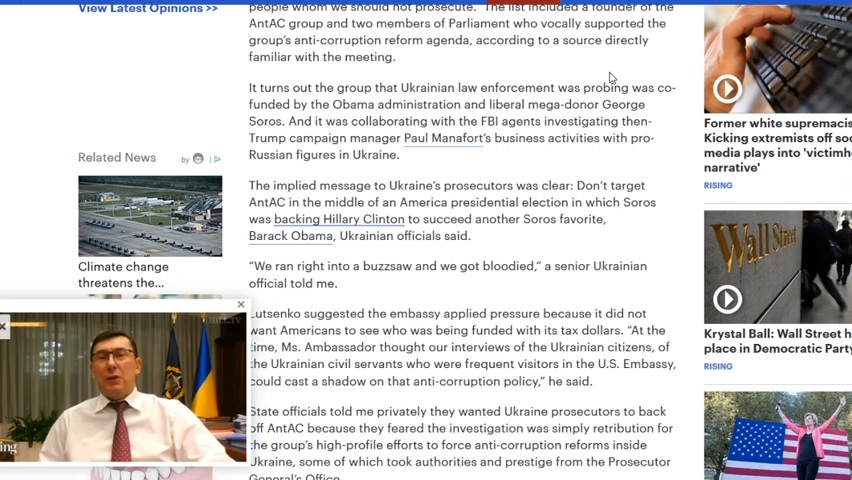 View Latest Opinions >>
people whom we should not prosecute." The list included a founder of the
AntAC group and two members of Parliament who vocally supported the
group's anti-corruption reform agenda, according to a source directly
familiar with the meeting.
It turns out the group that Ukrainian law enforcement was probing was co-
funded by the Obama administration and liberal mega-donor George
Soros. And it was collaborating with the FBI agents investigating then-
Trump campaign manager Paul Manafort's business activities with pro-
Russian figures in Ukraine.
The implied message to Ukraine's prosecutors was clear: Don't target
AntAC in the middle of an America presidential election in which Soros
was backing Hillary Clinton to succeed another Soros favorite,
Barack Obama, Ukrainian officials said.
“We ran right into a buzzsaw and we got bloodied,” a senior Ukrainian
official told me.
Lutsenko suggested the embassy applied pressure because it did not
want Americans to see who was being funded with its tax dollars. “At the
time, Ms. Ambassador thought our interviews of the Ukrainian citizens, of
the Ukrainian civil servants who were frequent visitors in the U.S. Embassy,
could cast a shadow on that anti-corruption policy,” he said.
State officials told me privately they wanted Ukraine prosecutors to back
off AntAC because they feared the investigation was simply retribution for
the group's high-profile efforts to force anti-corruption reforms inside
Ukraine, some of which took authorities and prestige from the Prosecutor
General's Office.
Related News
by
Climate change
threatens the...
ing
Former white supremacis
Kicking extremists off soc
media plays into 'victimh
narrative'
RISING
Wall Street
Krystal Ball: Wall Street h
place in Democratic Party
RISING